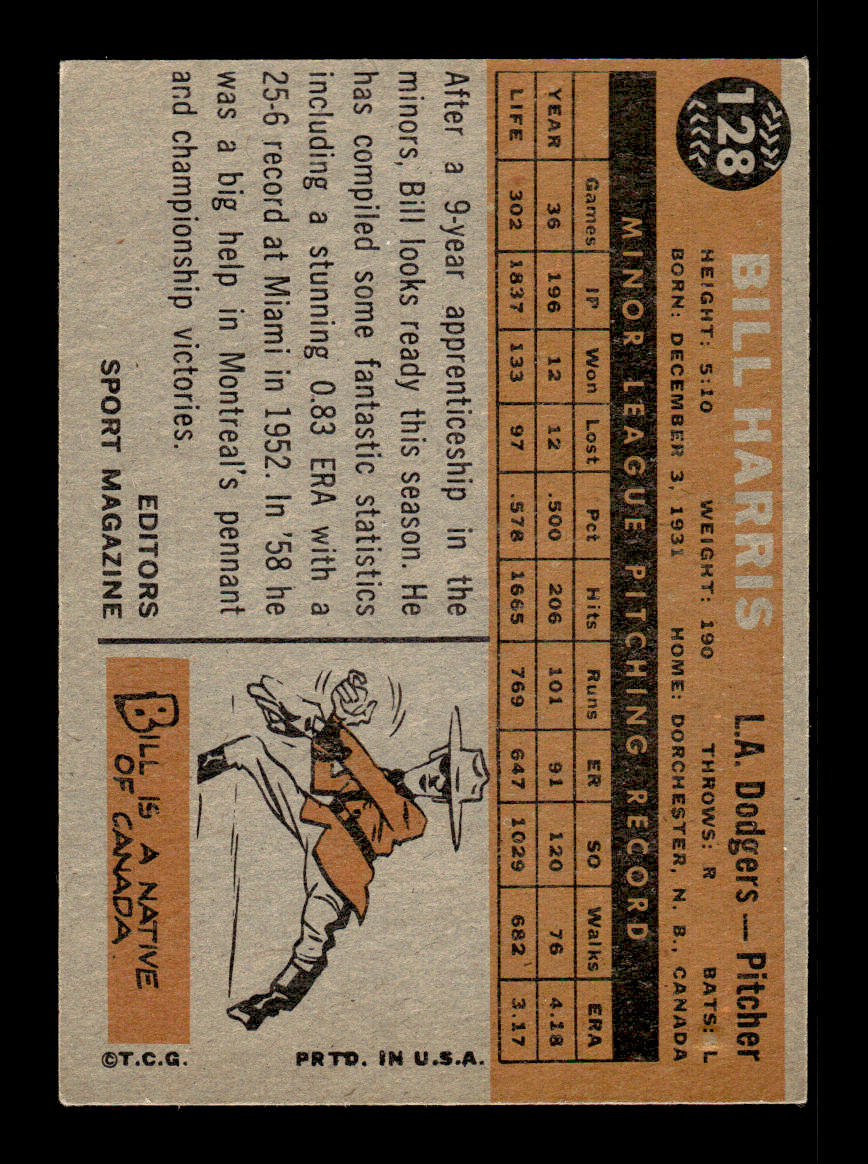 128
BILL HARRIS
L.A. Dodgers — Pitcher
HEIGHT: 5:10 WEIGHT: 190 THROWS: R BATS: L
BORN: DECEMBER 3, 1931 HOME: DORCHESTER, N. B., CANADA
MINOR LEAGUE PITCHING RECORD
Games IP Won Lost Pct Hits Runs ER SO Walks ERA
YEAR 36 196 12 12 .500 206 101 91 120 76 4.18
LIFE 302 1837 133 97 .578 1665 769 647 1029 682 3.17
After a 9-year apprenticeship in the
minors, Bill looks ready this season. He
has compiled some fantastic statistics
including a stunning 0.83 ERA with a
25-6 record at Miami in 1952. In '58 he
was a big help in Montreal's pennant
and championship victories.
EDITORS
SPORT MAGAZINE
BILL IS A NATIVE
OF CANADA.
PRTD. IN U.S.A.
©T.C.G.